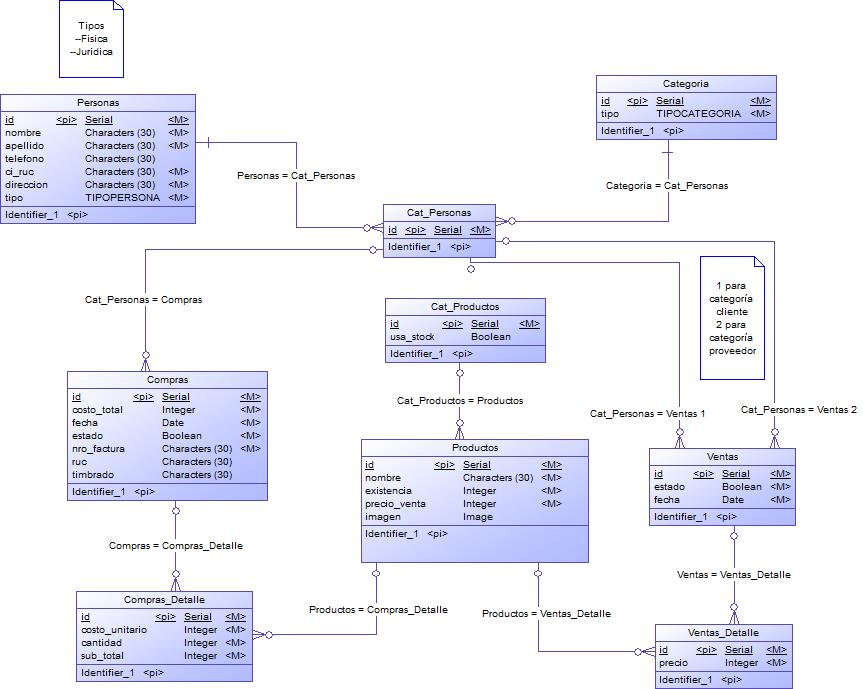 Tipos
--Fisica
--Juridica
Personas
id <pi> Serial <M>
nombre Characters (30) <M>
apellido Characters (30) <M>
telefono Characters (30)
ci_ruc Characters (30) <M>
direccion Characters (30) <M>
tipo TIPOPERSONA <M>
Identifier_1 <pi>
Categoria
id <pi> Serial <M>
tipo TIPOCATEGORIA <M>
Identifier_1 <pi>
Personas = Cat_Personas
Categoria = Cat_Personas
Cat_Personas
id <pi> Serial <M>
Identifier_1 <pi>
1 para
categoría
cliente
2 para
categoría
proveedor
Cat_Personas = Compras
Cat_Productos
id <pi> Serial <M>
usa_stock Boolean
Identifier_1 <pi>
Cat_Productos = Productos
Cat_Personas = Ventas 1
Cat_Personas = Ventas 2
Compras
id <pi> Serial <M>
costo_total Integer <M>
fecha Date <M>
estado Boolean <M>
nro_factura Characters (30) <M>
ruc Characters (30)
timbrado Characters (30)
Identifier_1 <pi>
Productos
id <pi> Serial <M>
nombre Characters (30) <M>
existencia Integer <M>
precio_venta Integer <M>
imagen Image
Identifier_1 <pi>
Ventas
id <pi> Serial <M>
estado Boolean <M>
fecha Date <M>
Identifier_1 <pi>
Compras = Compras_Detalle
Ventas = Ventas_Detalle
Productos = Compras_Detalle
Productos = Ventas_Detalle
Compras_Detalle
id <pi> Serial <M>
costo_unitario Integer <M>
cantidad Integer <M>
sub_total Integer <M>
Identifier_1 <pi>
Ventas_Detalle
id <pi> Serial <M>
precio Integer <M>
Identifier_1 <pi>